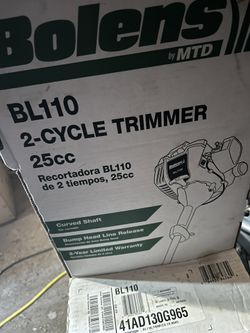 Bolens
by MTD
BL110
2-CYCLE TRIMMER
25cc
Recortadora BL110
de 2 tiempos, 25cc
BOLENS
Curved Shaft
Bump Head Line Release
2-Year Limited Warranty
BL110
41AD130G965